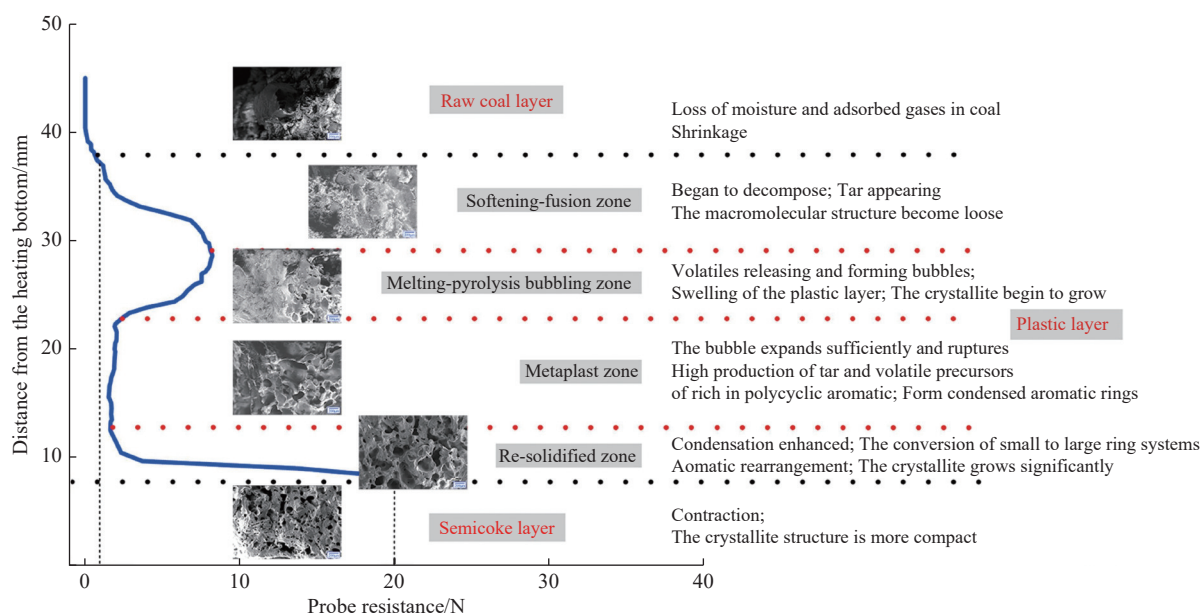 50
40
30
20
10
Distance from the heating bottom/mm
Raw coal layer
Loss of moisture and adsorbed gases in coal
Shrinkage
Softening-fusion zone
Began to decompose; Tar appearing
The macromolecular structure become loose
Melting-pyrolysis bubbling zone
Volatiles releasing and forming bubbles;
Swelling of the plastic layer; The crystallite begin to grow
Plastic layer
Metaplast zone
The bubble expands sufficiently and ruptures
High production of tar and volatile precursors
of rich in polycyclic aromatic; Form condensed aromatic rings
Re-solidified zone
Condensation enhanced; The conversion of small to large ring systems
Aomatic rearrangement; The crystallite grows significantly
Semicoke layer
Contraction;
The crystallite structure is more compact
0 10 20 30 40
Probe resistance/N